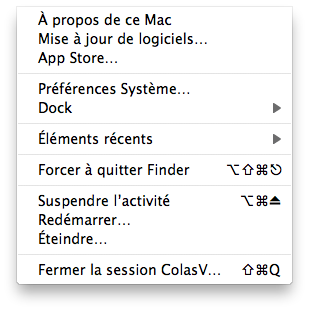 À propos de ce Mac
Mise à jour de logiciels…
App Store…
Préférences Système…
Dock
Éléments récents
Forcer à quitter Finder ⌥⇧⌘⎋
Suspendre l'activité ⌥⌘⏏
Redémarrer…
Éteindre…
Fermer la session ColasV… ⇧⌘Q